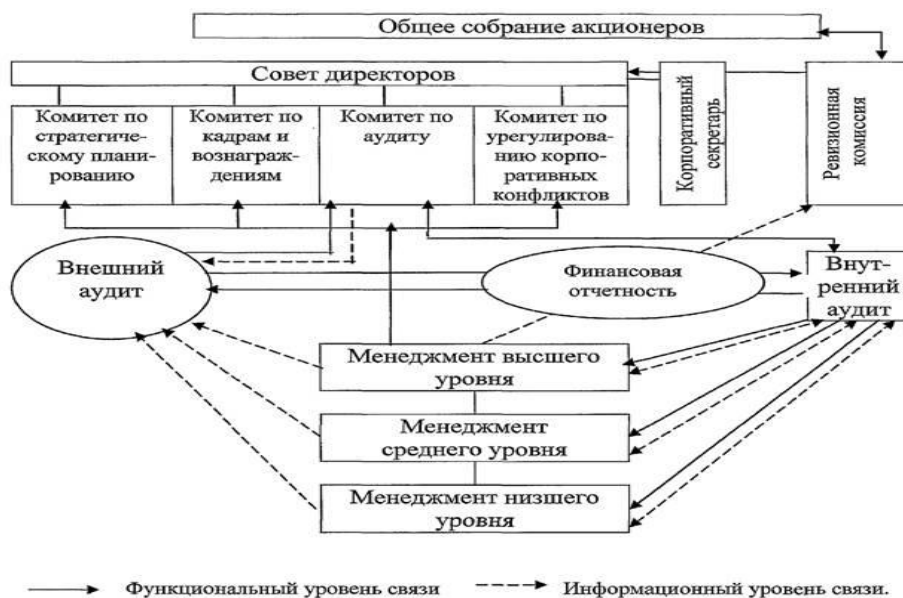 Общее собрание акционеров
Совет директоров
Комитет по
стратегиче-
скому плани-
рованию
Комитет по
кадрам и
вознаграж-
дениям
Комитет по
аудиту
Комитет по
урегулирова-
нию корпо-
ративных
конфликтов
Корпоративный
секретарь
Ревизионная
комиссия
Внешний
аудит
Финансовая
отчетность
Внут-
ренний
аудит
Менеджмент высшего
уровня
Менеджмент
среднего уровня
Менеджмент низшего
уровня
Функциональный уровень связи
Информационный уровень связи.